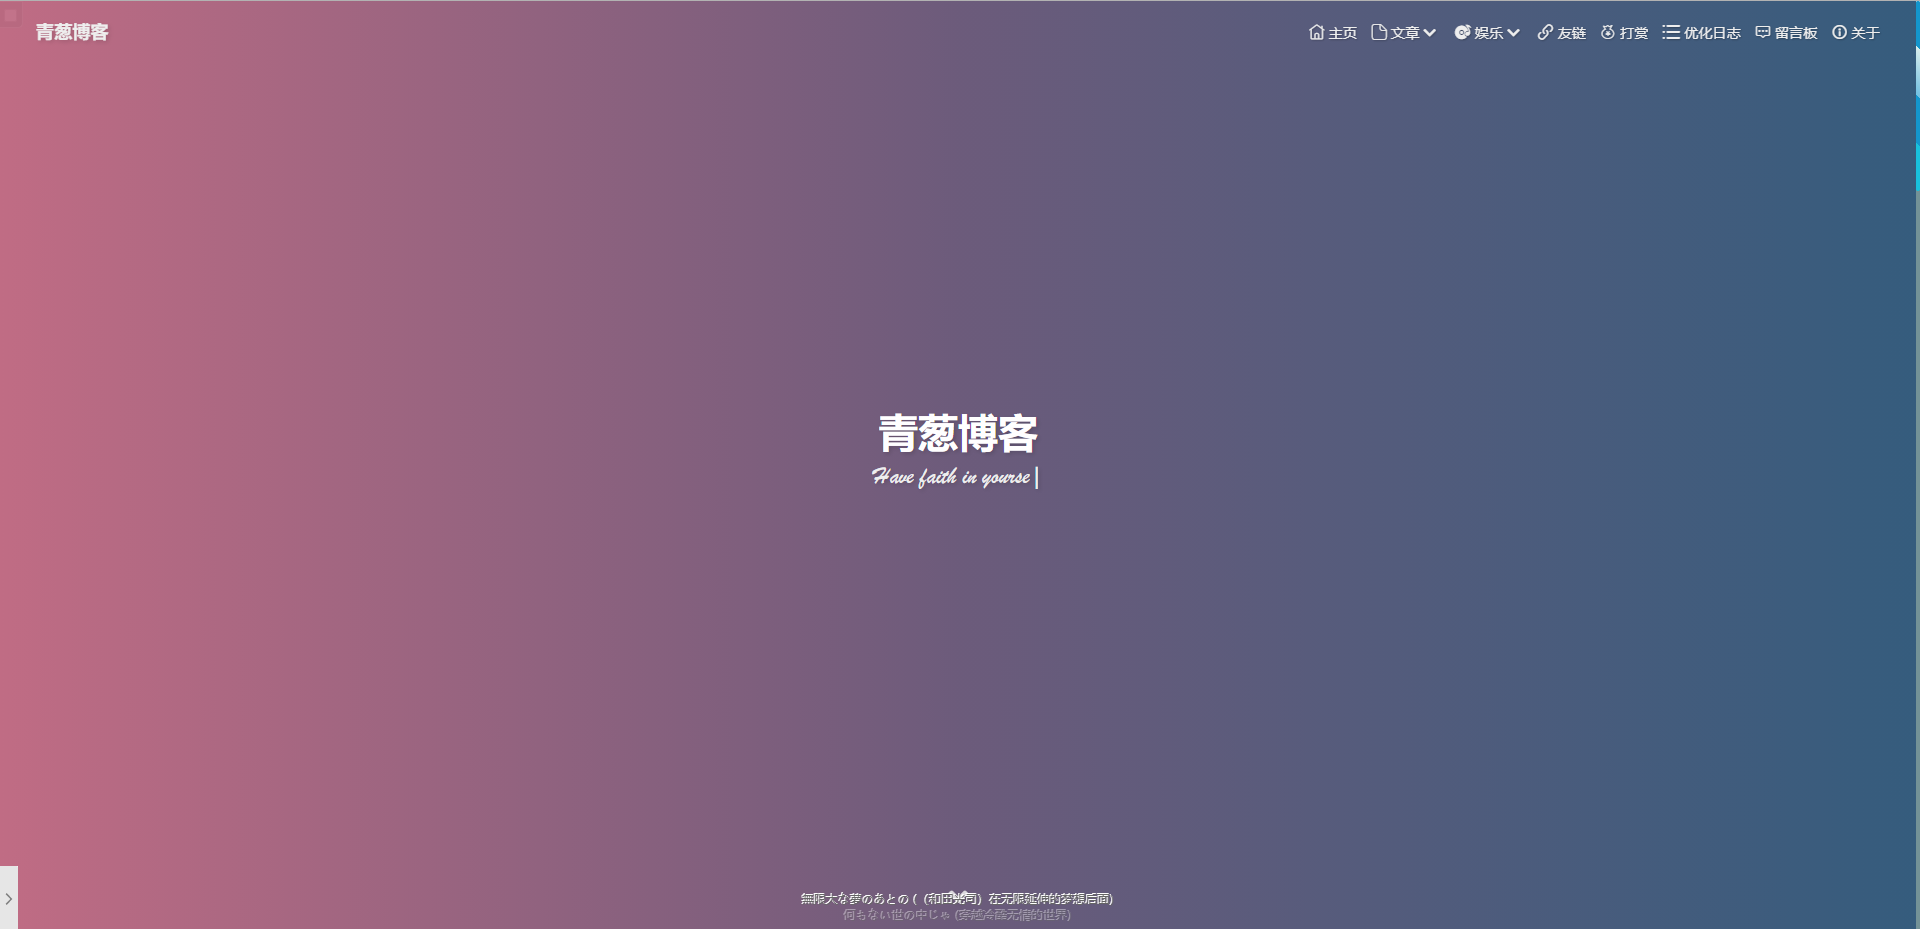 青葱博客
主页 文章 娱乐 友链 打赏 优化日志 留言板 关于
青葱博客
Have faith in yourse
無限大な夢のあとの ( (和田光司) 在无限延伸的梦想后面)
何もない世の中じゃ (穿越冷酷无情的世界)